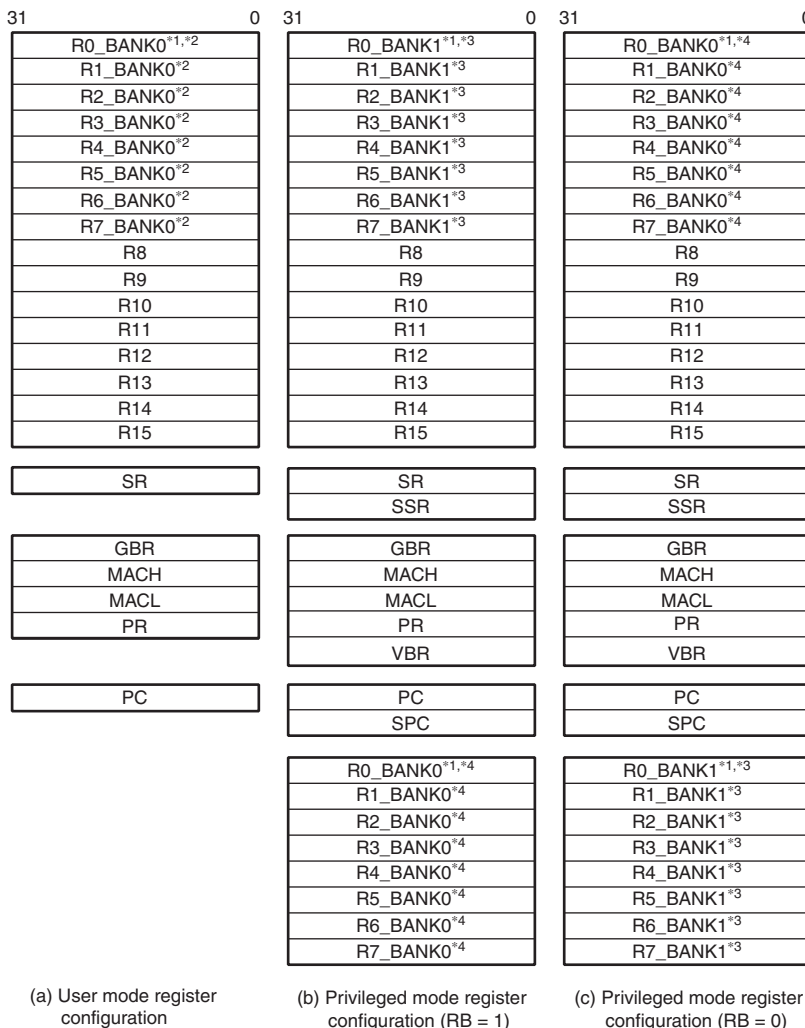 31 0
R0_BANK0*1,*2
R1_BANK0*2
R2_BANK0*2
R3_BANK0*2
R4_BANK0*2
R5_BANK0*2
R6_BANK0*2
R7_BANK0*2
R8
R9
R10
R11
R12
R13
R14
R15
SR
GBR
MACH
MACL
PR
PC
(a) User mode register
configuration
31 0
R0_BANK1*1,*3
R1_BANK1*3
R2_BANK1*3
R3_BANK1*3
R4_BANK1*3
R5_BANK1*3
R6_BANK1*3
R7_BANK1*3
R8
R9
R10
R11
R12
R13
R14
R15
SR
SSR
GBR
MACH
MACL
PR
VBR
PC
SPC
R0_BANK0*1,*4
R1_BANK0*4
R2_BANK0*4
R3_BANK0*4
R4_BANK0*4
R5_BANK0*4
R6_BANK0*4
R7_BANK0*4
(b) Privileged mode register
configuration (RB = 1)
31 0
R0_BANK0*1,*4
R1_BANK0*4
R2_BANK0*4
R3_BANK0*4
R4_BANK0*4
R5_BANK0*4
R6_BANK0*4
R7_BANK0*4
R8
R9
R10
R11
R12
R13
R14
R15
SR
SSR
GBR
MACH
MACL
PR
VBR
PC
SPC
R0_BANK1*1,*3
R1_BANK1*3
R2_BANK1*3
R3_BANK1*3
R4_BANK1*3
R5_BANK1*3
R6_BANK1*3
R7_BANK1*3
(c) Privileged mode register
configuration (RB = 0)